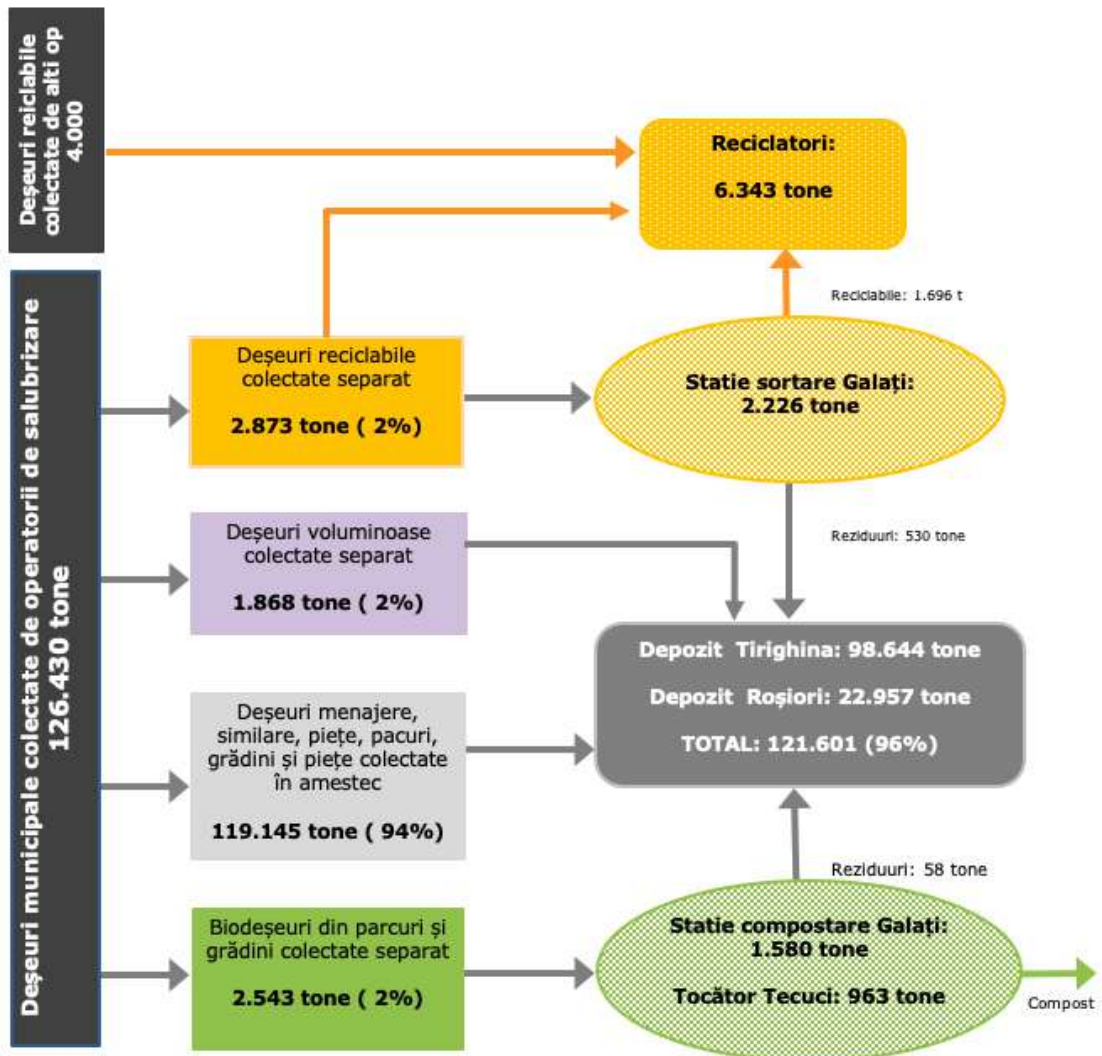 Deșeuri reiclabile
colectate de alti op
4.000
Reciclatori:
6.343 tone
Reciclabile: 1.696 t
Deșeuri municipale colectate de operatorii de salubrizare
126.430 tone
Deșeuri reciclabile
colectate separat
2.873 tone ( 2%)
Statie sortare Galați:
2.226 tone
Reziduuri: 530 tone
Deșeuri voluminoase
colectate separat
1.868 tone ( 2%)
Depozit Tirighina: 98.644 tone
Depozit Roșiori: 22.957 tone
TOTAL: 121.601 (96%)
Deșeuri menajere,
similare, piețe, pacuri,
grădini și piețe colectate
în amestec
119.145 tone ( 94%)
Reziduuri: 58 tone
Biodeșeuri din parcuri și
grădini colectate separat
2.543 tone ( 2%)
Statie compostare Galați:
1.580 tone
Tocător Tecuci: 963 tone
Compost